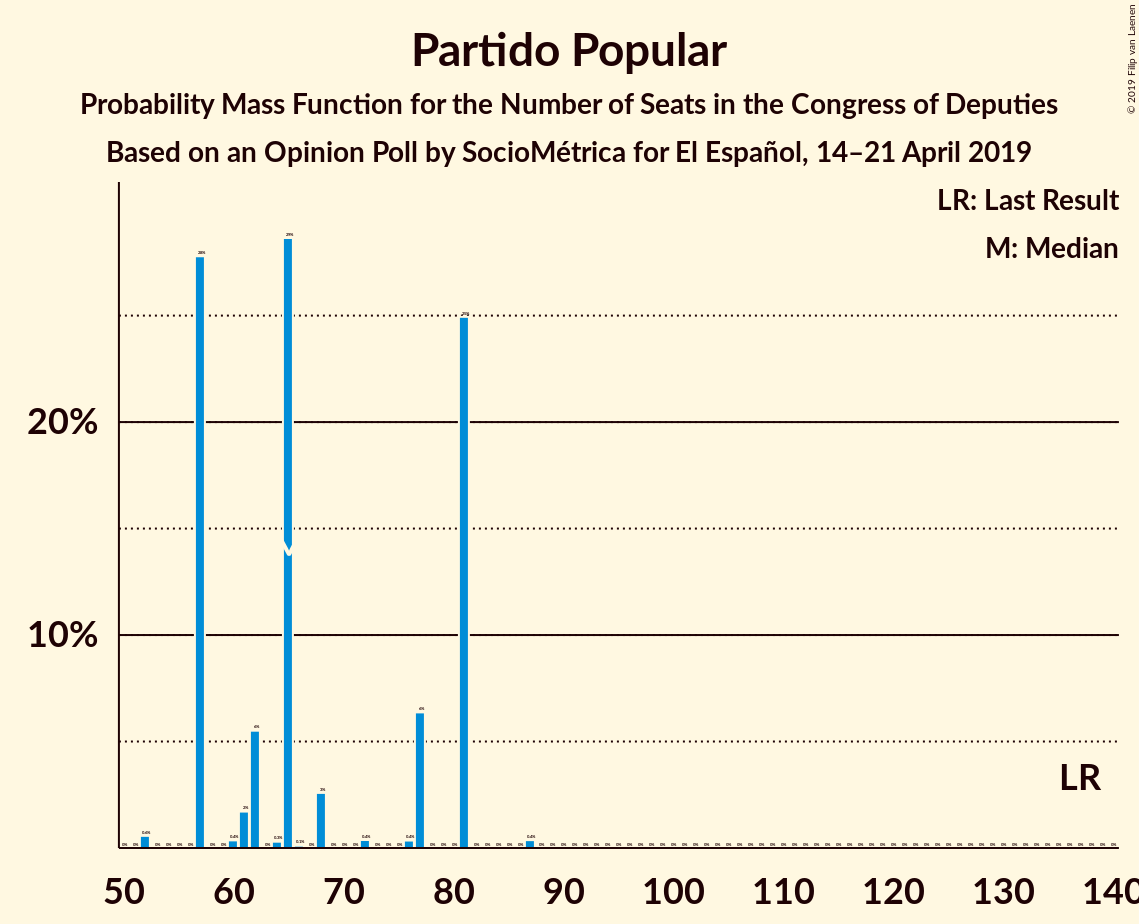 Partido Popular
Probability Mass Function for the Number of Seats in the Congress of Deputies
Based on an Opinion Poll by SocioMétrica for El Español, 14–21 April 2019
© 2019 Filip van Laenen
LR: Last Result
M: Median
20%
10%
LR
50 60 70 80 90 100 110 120 130 140